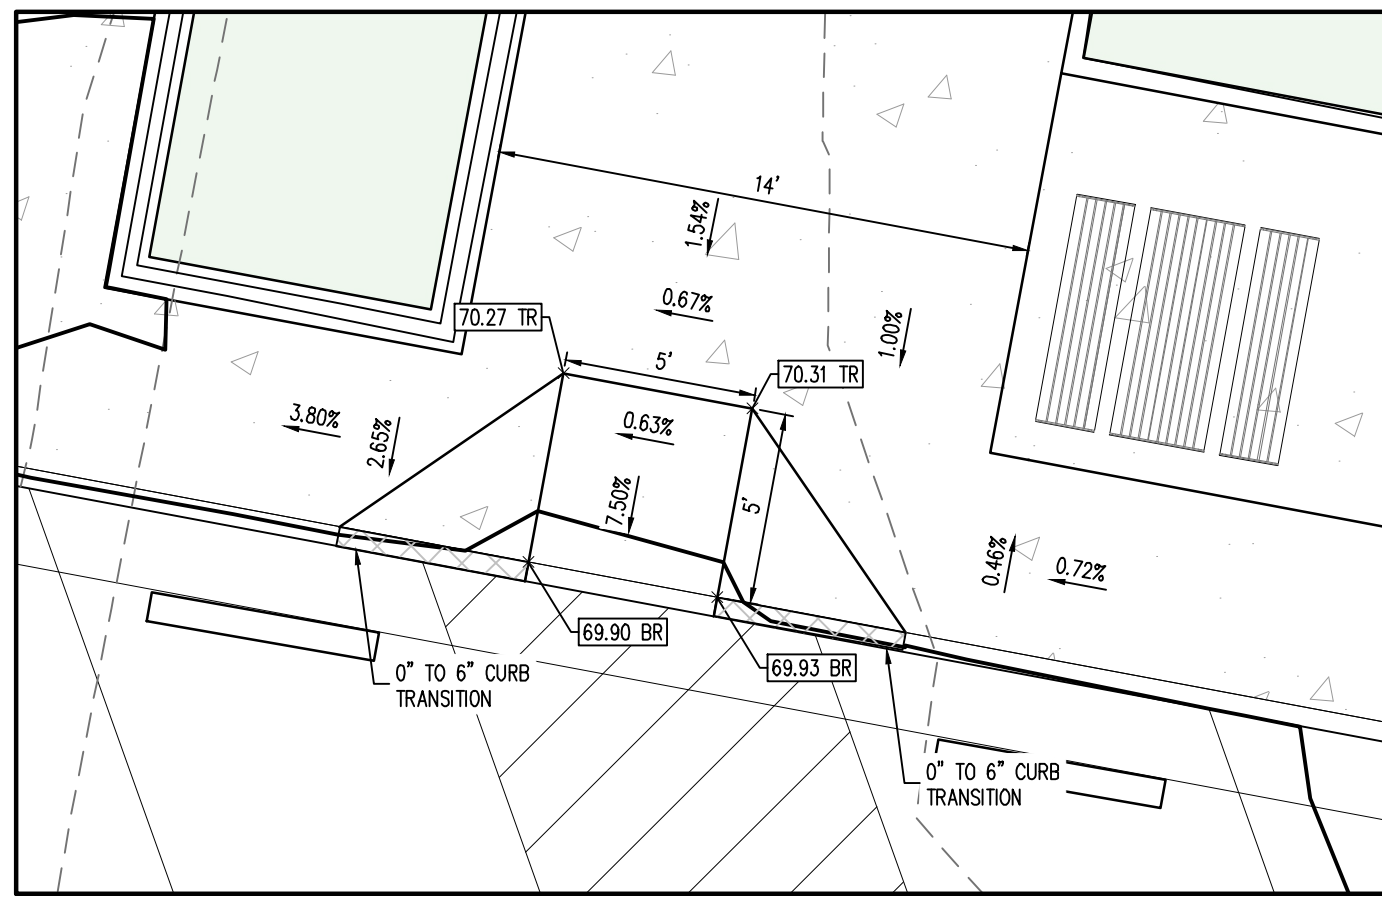 14'
1.54%
0.67%
70.27 TR
1.00%
5'
70.31 TR
3.80%
2.65%
0.63%
7.50%
5'
0.46%
0.72%
69.90 BR
69.93 BR
0" TO 6" CURB
TRANSITION
0" TO 6" CURB
TRANSITION